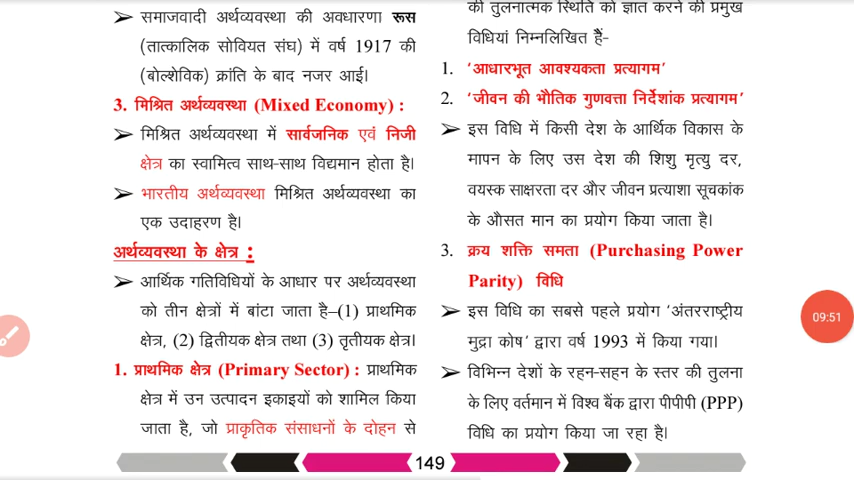 ➢ समाजवादी अर्थव्यवस्था की अवधारणा रूस
(तात्कालिक सोवियत संघ) में वर्ष 1917 की
(बोल्शेविक) क्रांति के बाद नजर आई।
3. मिश्रित अर्थव्यवस्था (Mixed Economy) :
➢ मिश्रित अर्थव्यवस्था में सार्वजनिक एवं निजी
क्षेत्र का स्वामित्व साथ-साथ विद्यमान होता है।
➢ भारतीय अर्थव्यवस्था मिश्रित अर्थव्यवस्था का
एक उदाहरण है।
अर्थव्यवस्था के क्षेत्र :
➢ आर्थिक गतिविधियों के आधार पर अर्थव्यवस्था
को तीन क्षेत्रों में बांटा जाता है–(1) प्राथमिक
क्षेत्र, (2) द्वितीयक क्षेत्र तथा (3) तृतीयक क्षेत्र।
1. प्राथमिक क्षेत्र (Primary Sector) : प्राथमिक
क्षेत्र में उन उत्पादन इकाइयों को शामिल किया
जाता है, जो प्राकृतिक संसाधनों के दोहन से
की तुलनात्मक स्थिति को ज्ञात करने की प्रमुख
विधियां निम्नलिखित हैं-
1. 'आधारभूत आवश्यकता प्रत्यागम'
2. 'जीवन की भौतिक गुणवत्ता निर्देशांक प्रत्यागम'
➢ इस विधि में किसी देश के आर्थिक विकास के
मापन के लिए उस देश की शिशु मृत्यु दर,
वयस्क साक्षरता दर और जीवन प्रत्याशा सूचकांक
के औसत मान का प्रयोग किया जाता है।
3. क्रय शक्ति समता (Purchasing Power
Parity) विधि
➢ इस विधि का सबसे पहले प्रयोग 'अंतरराष्ट्रीय
मुद्रा कोष' द्वारा वर्ष 1993 में किया गया।
➢ विभिन्न देशों के रहन-सहन के स्तर की तुलना
के लिए वर्तमान में विश्व बैंक द्वारा पीपीपी (PPP)
विधि का प्रयोग किया जा रहा है।
09:51
149